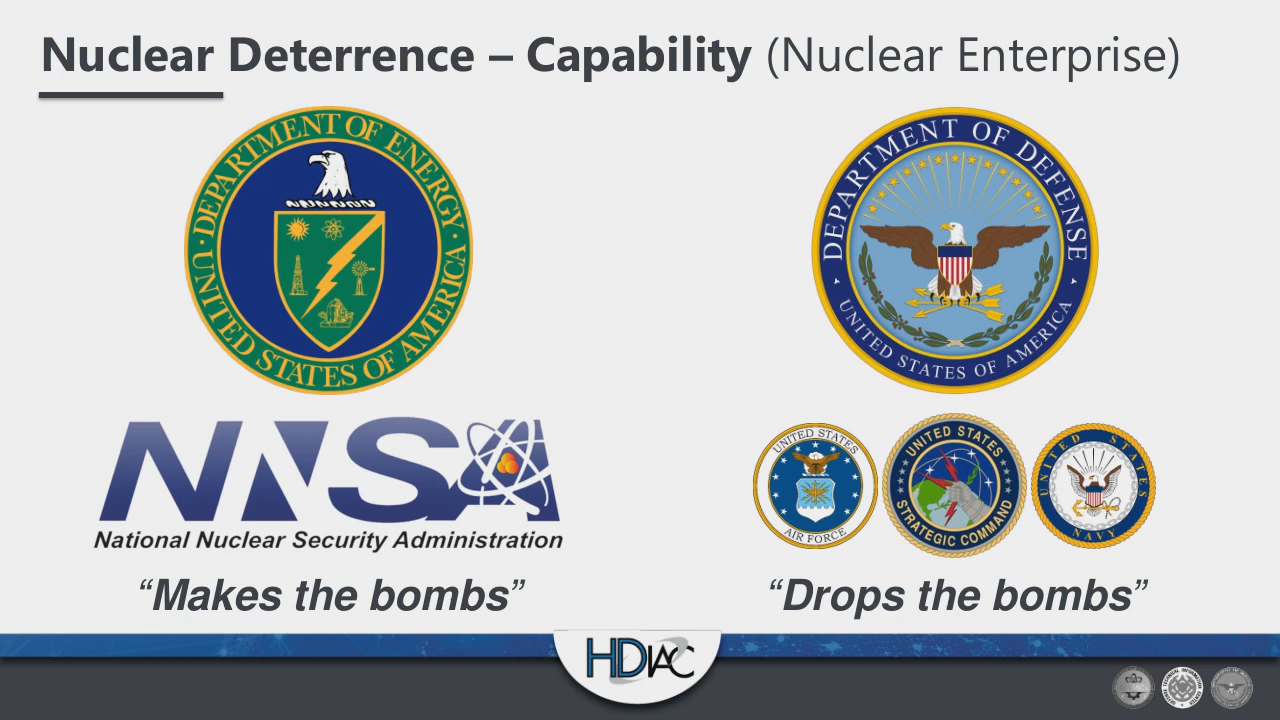 Nuclear Deterrence – Capability (Nuclear Enterprise)
DEPARTMENT OF ENERGY
UNITED STATES OF AMERICA
DEPARTMENT OF DEFENSE
UNITED STATES OF AMERICA
NNSA
National Nuclear Security Administration
UNITED STATES
AIR FORCE
UNITED STATES
STRATEGIC COMMAND
UNITED STATES
NAVY
“Makes the bombs”
“Drops the bombs”
HDIAC